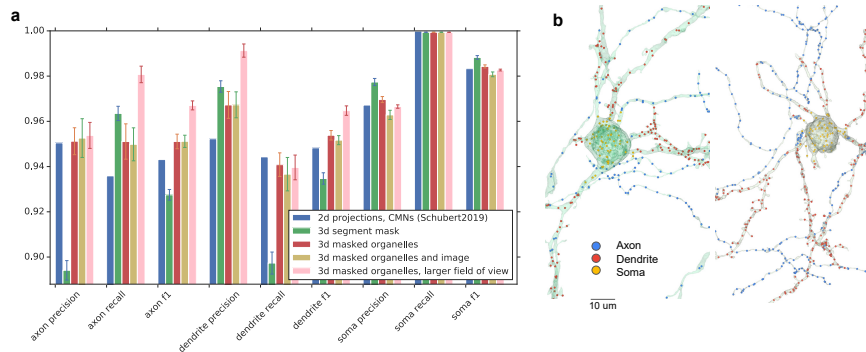 a
1,00
0,98
0,96
0,94
0,92
0,90
2d projections, CMNs (Schubert2019)
3d segment mask
3d masked organelles
3d masked organelles and image
3d masked organelles, larger field of view
axon precision
axon recall
axon f1
dendrite precision
dendrite recall
dendrite f1
soma precision
soma recall
soma f1
b
Axon
Dendrite
Soma
10 um